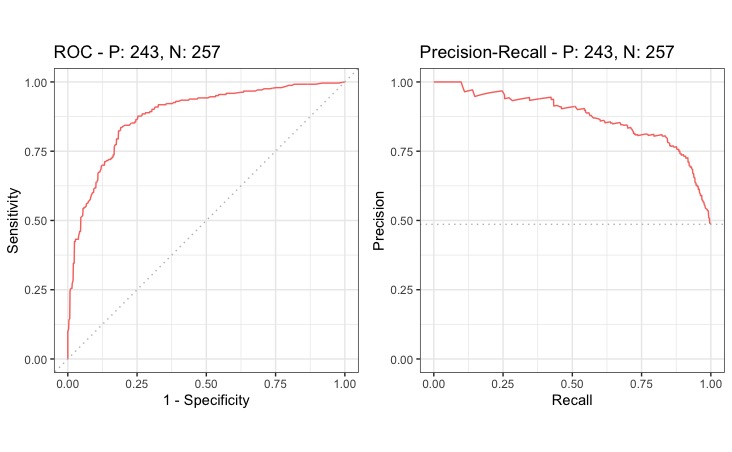 ROC - P: 243, N: 257
Sensitivity
1.00
0.75
0.50
0.25
0.00
0.00 0.25 0.50 0.75 1.00
1 - Specificity
Precision-Recall - P: 243, N: 257
Precision
1.00
0.75
0.50
0.25
0.00
0.00 0.25 0.50 0.75 1.00
Recall